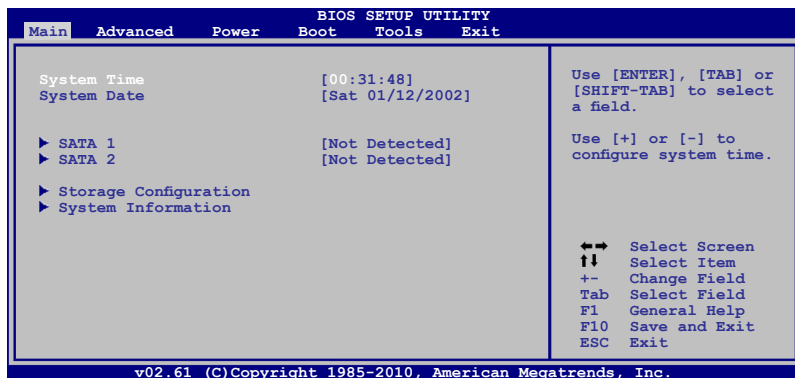 BIOS SETUP UTILITY
Main Advanced Power Boot Tools Exit
System Time [00:31:48]
System Date [Sat 01/12/2002]
SATA 1 [Not Detected]
SATA 2 [Not Detected]
Storage Configuration
System Information
Use [ENTER], [TAB] or
[SHIFT-TAB] to select
a field.
Use [+] or [-] to
configure system time.
←→ Select Screen
↑↓ Select Item
+- Change Field
Tab Select Field
F1 General Help
F10 Save and Exit
ESC Exit
v02.61 (C)Copyright 1985-2010, American Megatrends, Inc.